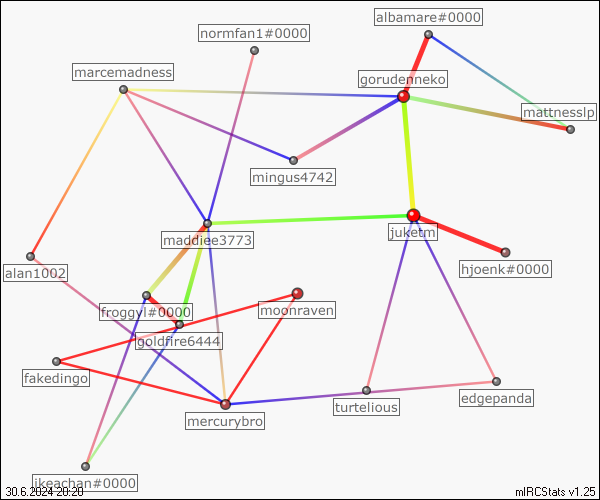 albamare#0000
normfan1#0000
marcemadness
gorudenneko
mattnesslp
mingus4742
maddiee3773
juketm
alan1002
hjoenk#0000
froggyl#0000
moonraven
goldfire6444
fakedingo
edgepanda
turtelious
mercurybro
ikeachan#0000
30.6.2024 20:20
mIRCStats v1.25